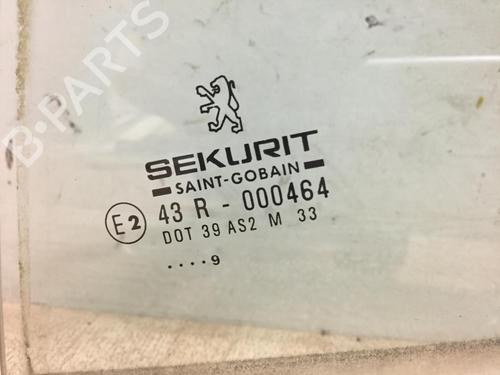 B-PARTS
SEKURIT
SAINT-GOBAIN
E2 43 R - 000464
DOT 39 AS2 M 33
....9